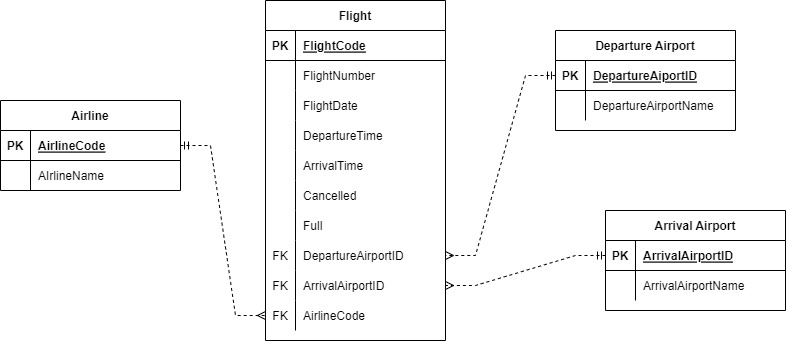 Flight
PK FlightCode
FlightNumber
FlightDate
DepartureTime
ArrivalTime
Cancelled
Full
FK DepartureAirportID
FK ArrivalAirportID
FK AirlineCode
Airline
PK AirlineCode
AIrlineName
Departure Airport
PK DepartureAiportID
DepartureAirportName
Arrival Airport
PK ArrivalAirportID
ArrivalAirportName